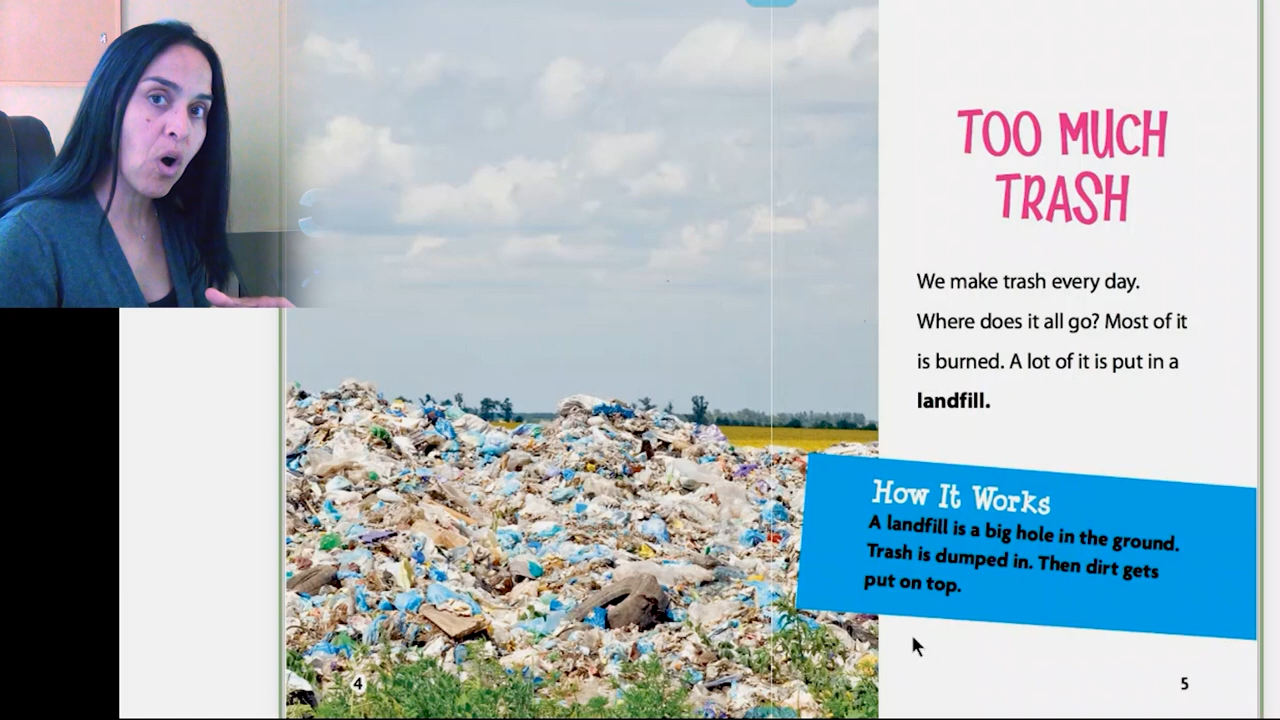 TOO MUCH
TRASH
We make trash every day.
Where does it all go? Most of it
is burned. A lot of it is put in a
landfill.
How It Works
A landfill is a big hole in the ground.
Trash is dumped in. Then dirt gets
put on top.
4
5